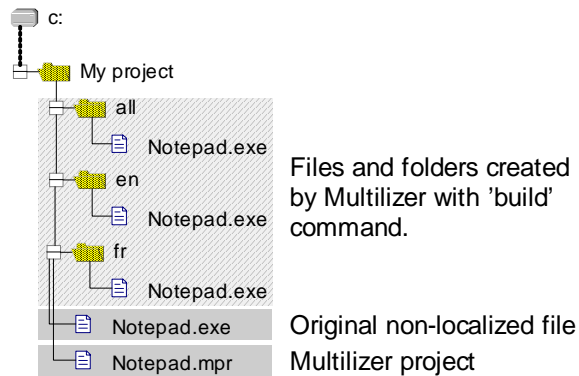 c:
My project
all
Notepad.exe
en
Notepad.exe
fr
Notepad.exe
Files and folders created
by Multilizer with ’build’
command.
Notepad.exe
Original non-localized file
Notepad.mpr
Multilizer project